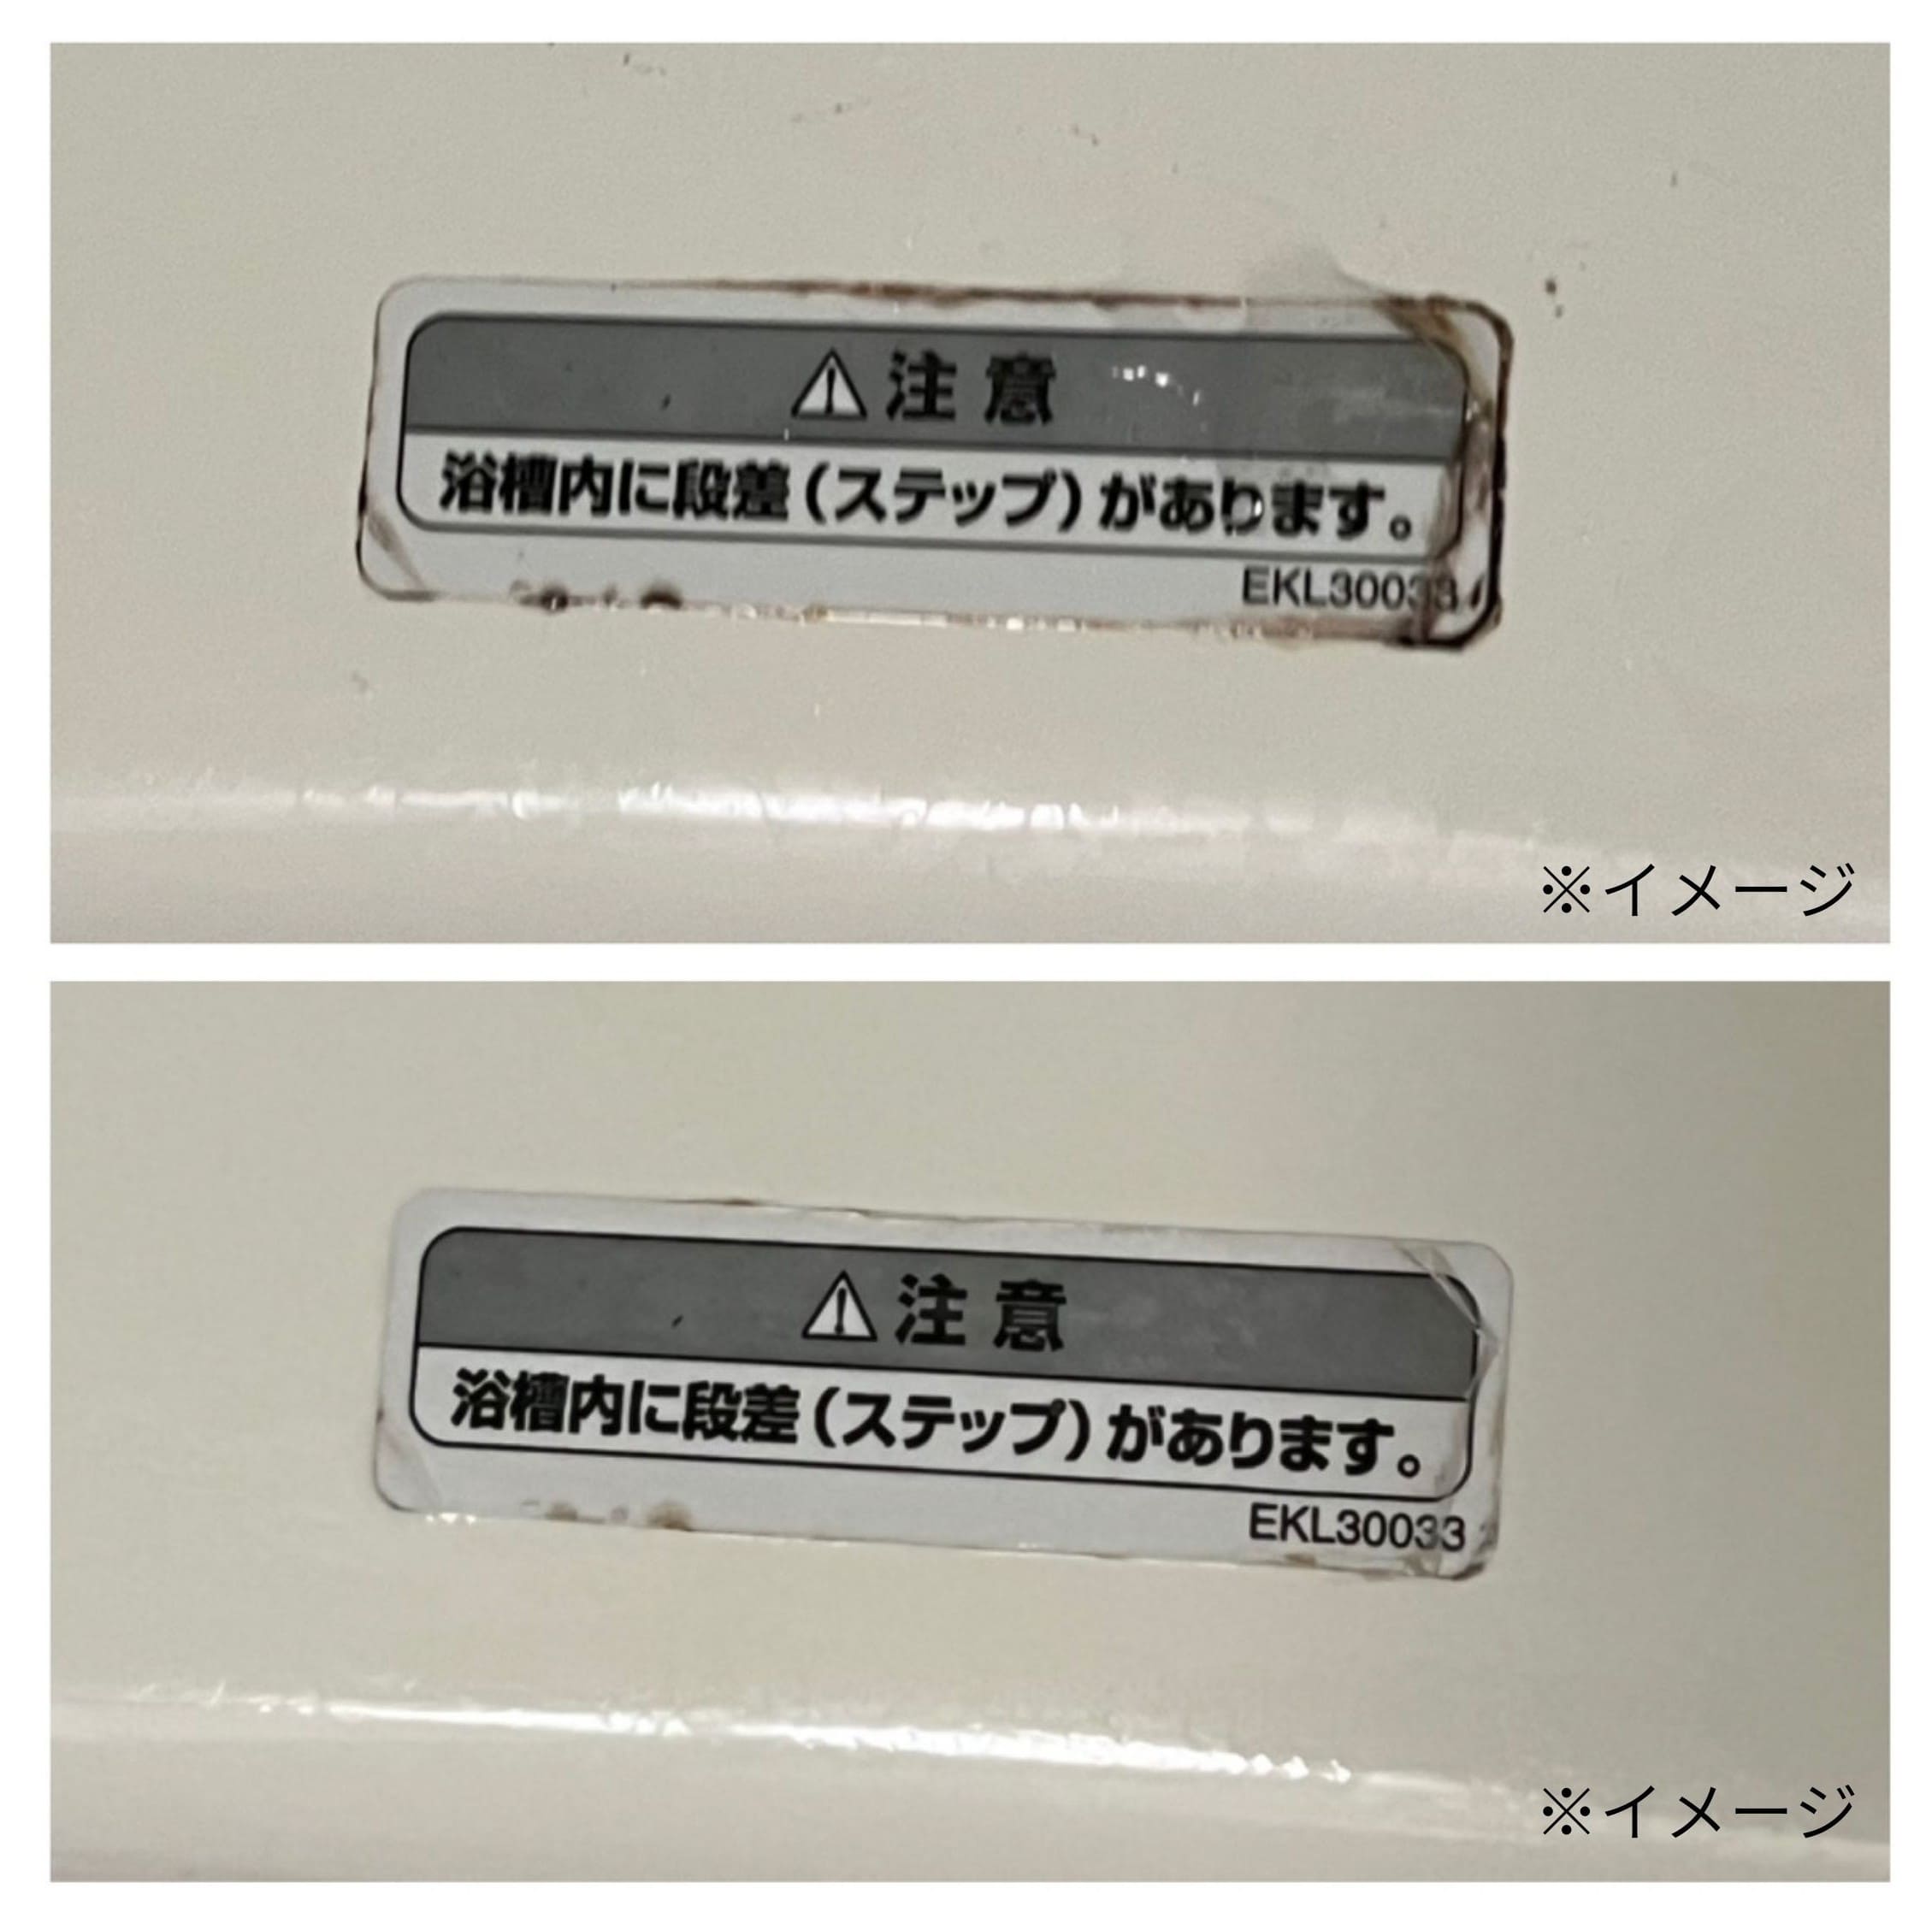 ⚠注意
浴槽内に段差(ステップ)があります。
EKL30033
※イメージ
⚠注意
浴槽内に段差(ステップ)があります。
EKL30033
※イメージ